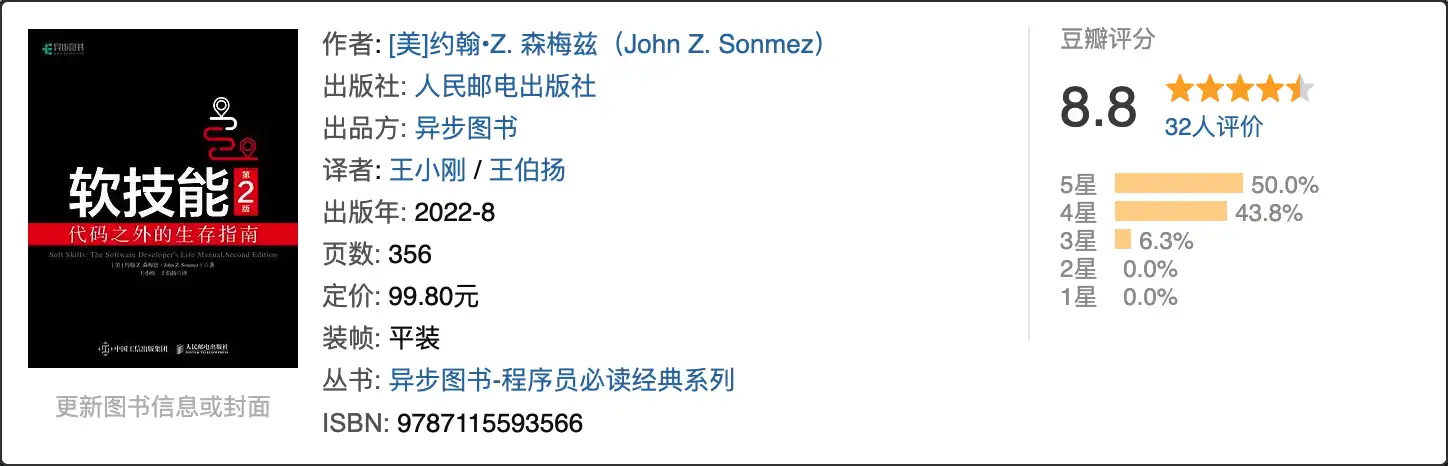 异步图书
软技能
第
2
版
代码之外的生存指南
Soft Skills: The Software Developer's Life Manual,Second Edition
[美]约翰 Z. 森梅兹（John Z. Sonmez）著
王小刚 王伯扬 译
中国工信出版集团
人民邮电出版社
POSTS & TELECOM PRESS
更新图书信息或封面
作者: [美]约翰•Z. 森梅兹（John Z. Sonmez）
出版社: 人民邮电出版社
出品方: 异步图书
译者: 王小刚 / 王伯扬
出版年: 2022-8
页数: 356
定价: 99.80元
装帧: 平装
丛书: 异步图书-程序员必读经典系列
ISBN: 9787115593566
豆瓣评分
8.8
32人评价
5星 50.0%
4星 43.8%
3星 6.3%
2星 0.0%
1星 0.0%